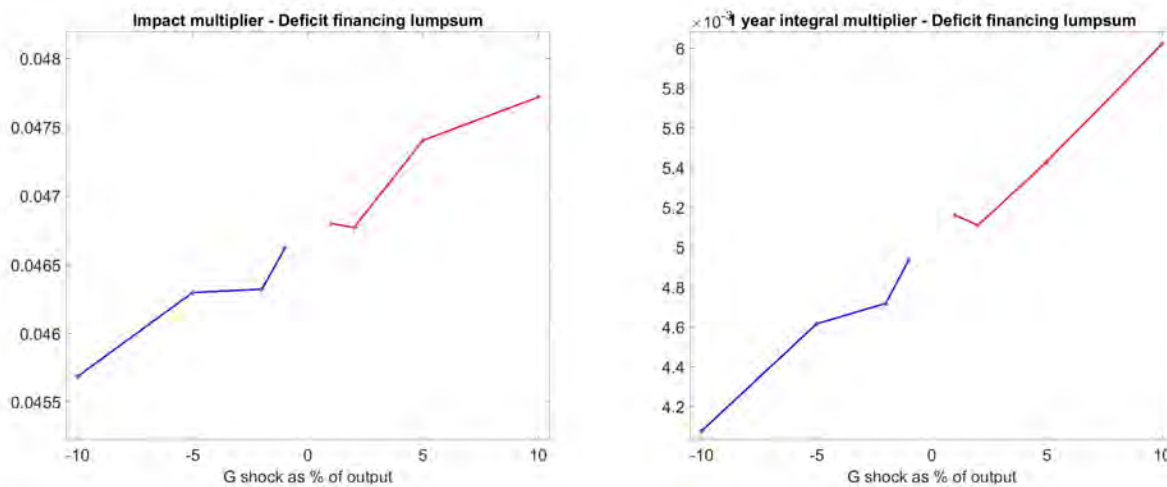 Impact multiplier - Deficit financing lumpsum
0.048
0.0475
0.047
0.0465
0.046
0.0455
-10 -5 0 5 10
G shock as % of output
×10⁻³
1 year integral multiplier - Deficit financing lumpsum
6
5.8
5.6
5.4
5.2
5
4.8
4.6
4.4
4.2
-10 -5 0 5 10
G shock as % of output